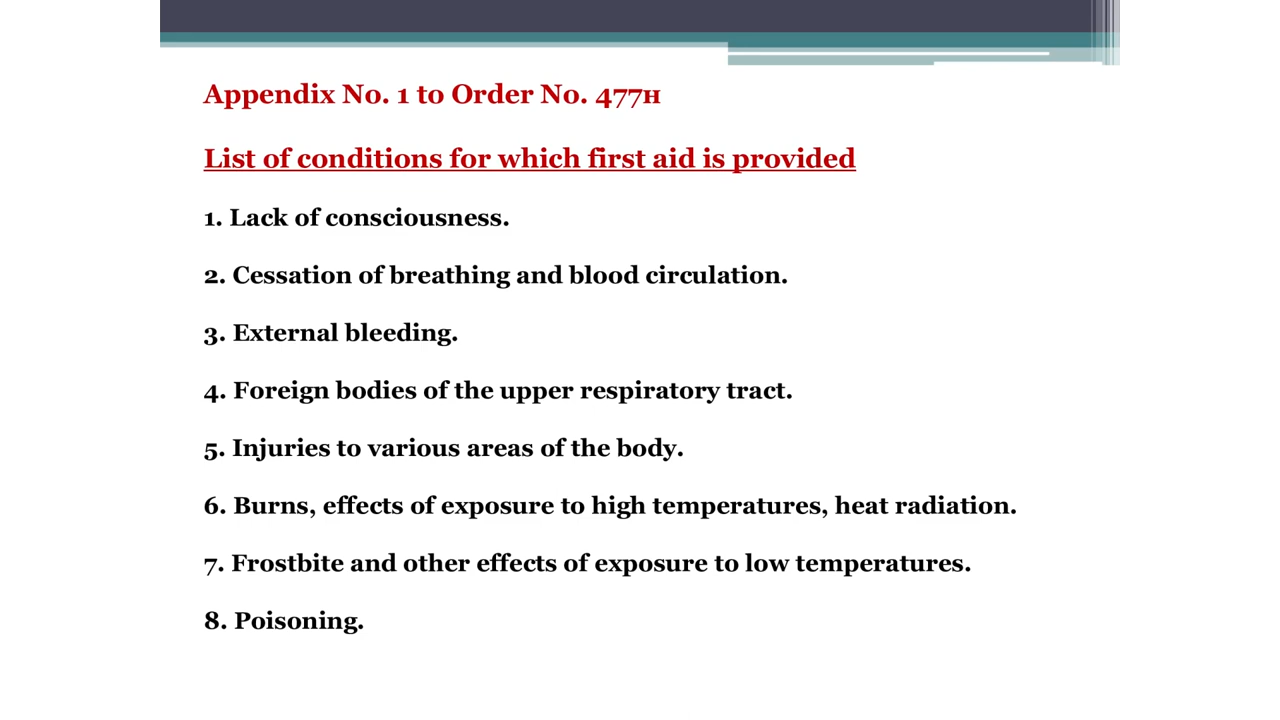 Appendix No. 1 to Order No. 477н
List of conditions for which first aid is provided
1. Lack of consciousness.
2. Cessation of breathing and blood circulation.
3. External bleeding.
4. Foreign bodies of the upper respiratory tract.
5. Injuries to various areas of the body.
6. Burns, effects of exposure to high temperatures, heat radiation.
7. Frostbite and other effects of exposure to low temperatures.
8. Poisoning.